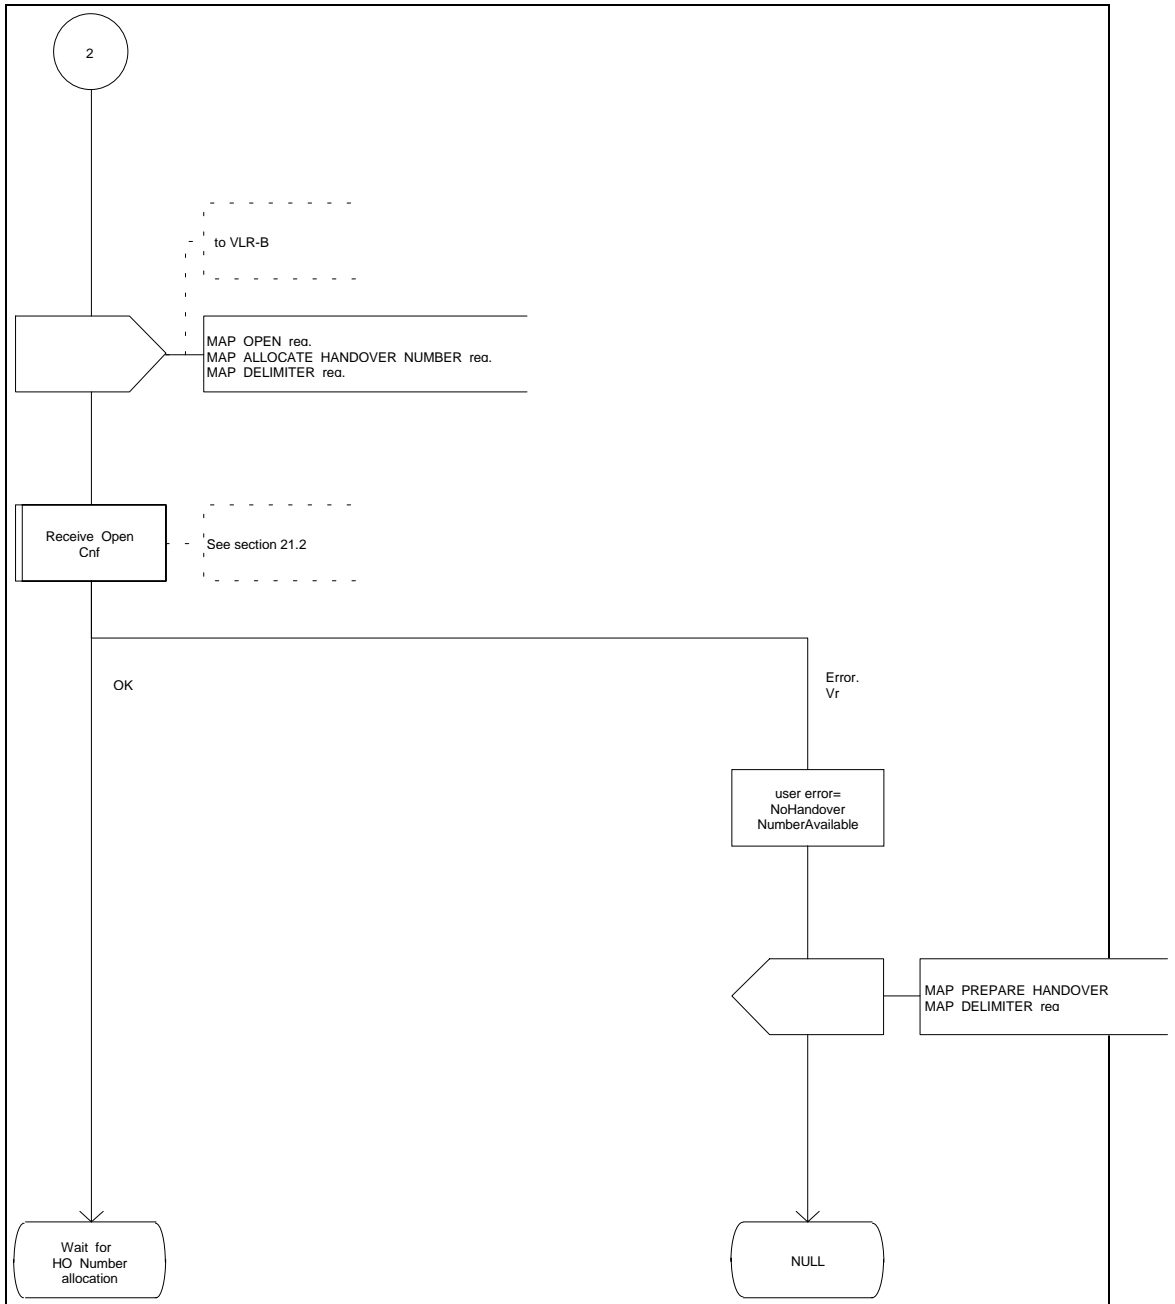 2
to VLR-B
MAP OPEN req.
MAP ALLOCATE HANDOVER NUMBER req.
MAP DELIMITER req.
Receive Open
Cnf
See section 21.2
OK
Error.
Vr
user error=
NoHandover
NumberAvailable
MAP PREPARE HANDOVER
MAP DELIMITER req
Wait for
HO Number
allocation
NULL